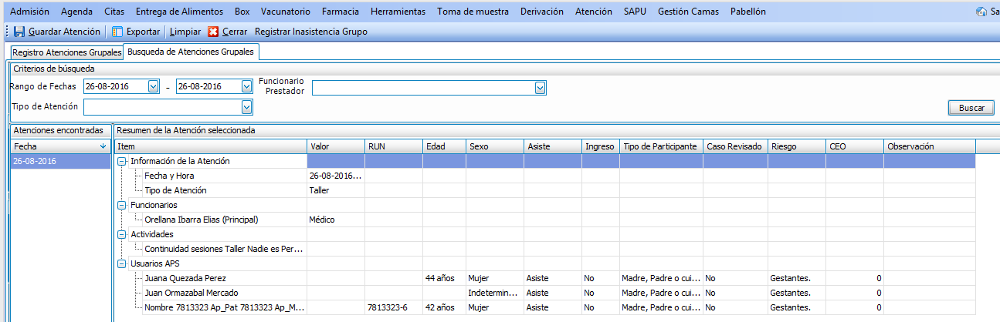 Admisión Agenda Citas Entrega de Alimentos Box Vacunatorio Farmacia Herramientas Toma de muestra Derivación Atención SAPU Gestión Camas Pabellón Sa
Guardar Atención Exportar Limpiar Cerrar Registrar Inasistencia Grupo
Registro Atenciones Grupales Busqueda de Atenciones Grupales
Criterios de búsqueda
Rango de Fechas 26-08-2016 - 26-08-2016 Funcionario Prestador
Tipo de Atención Buscar
Atenciones encontradas Resumen de la Atención seleccionada
Fecha Item Valor RUN Edad Sexo Asiste Ingreso Tipo de Participante Caso Revisado Riesgo CEO Observación
26-08-2016 Información de la Atención
Fecha y Hora 26-08-2016...
Tipo de Atención Taller
Funcionarios
Orellana Ibarra Elias (Principal) Médico
Actividades
Continuidad sesiones Taller Nadie es Per...
Usuarios APS
Juana Quezada Perez 44 años Mujer Asiste No Madre, Padre o cui... No Gestantes. 0
Juan Ormazabal Mercado Indetermin... Asiste No Madre, Padre o cui... No Gestantes. 0
Nombre 7813323 Ap_Pat 7813323 Ap_M... 7813323-6 42 años Mujer Asiste No Madre, Padre o cui... No Gestantes. 0